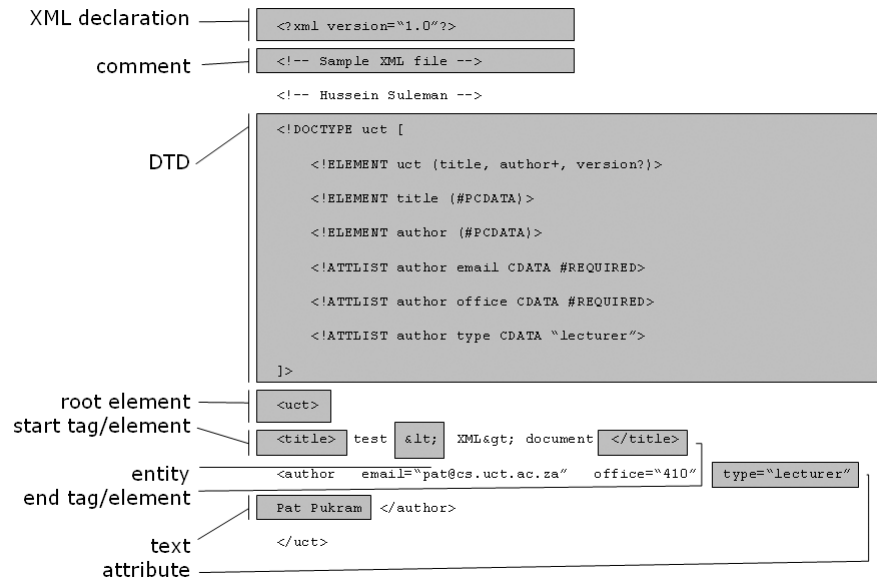 XML declaration
<?xml version=“1.0”?>
comment
<!-- Sample XML file -->
<!-- Hussein Suleman -->
DTD
<!DOCTYPE uct [
<!ELEMENT uct (title, author+, version?)>
<!ELEMENT title (#PCDATA)>
<!ELEMENT author (#PCDATA)>
<!ATTLIST author email CDATA #REQUIRED>
<!ATTLIST author office CDATA #REQUIRED>
<!ATTLIST author type CDATA “lecturer”>
]>
root element
<uct>
start tag/element
<title> test &lt; XML&gt; document </title>
entity
<author email=“pat@cs.uct.ac.za” office=“410” type=“lecturer”
end tag/element
Pat Pukram </author>
text
</uct>
attribute